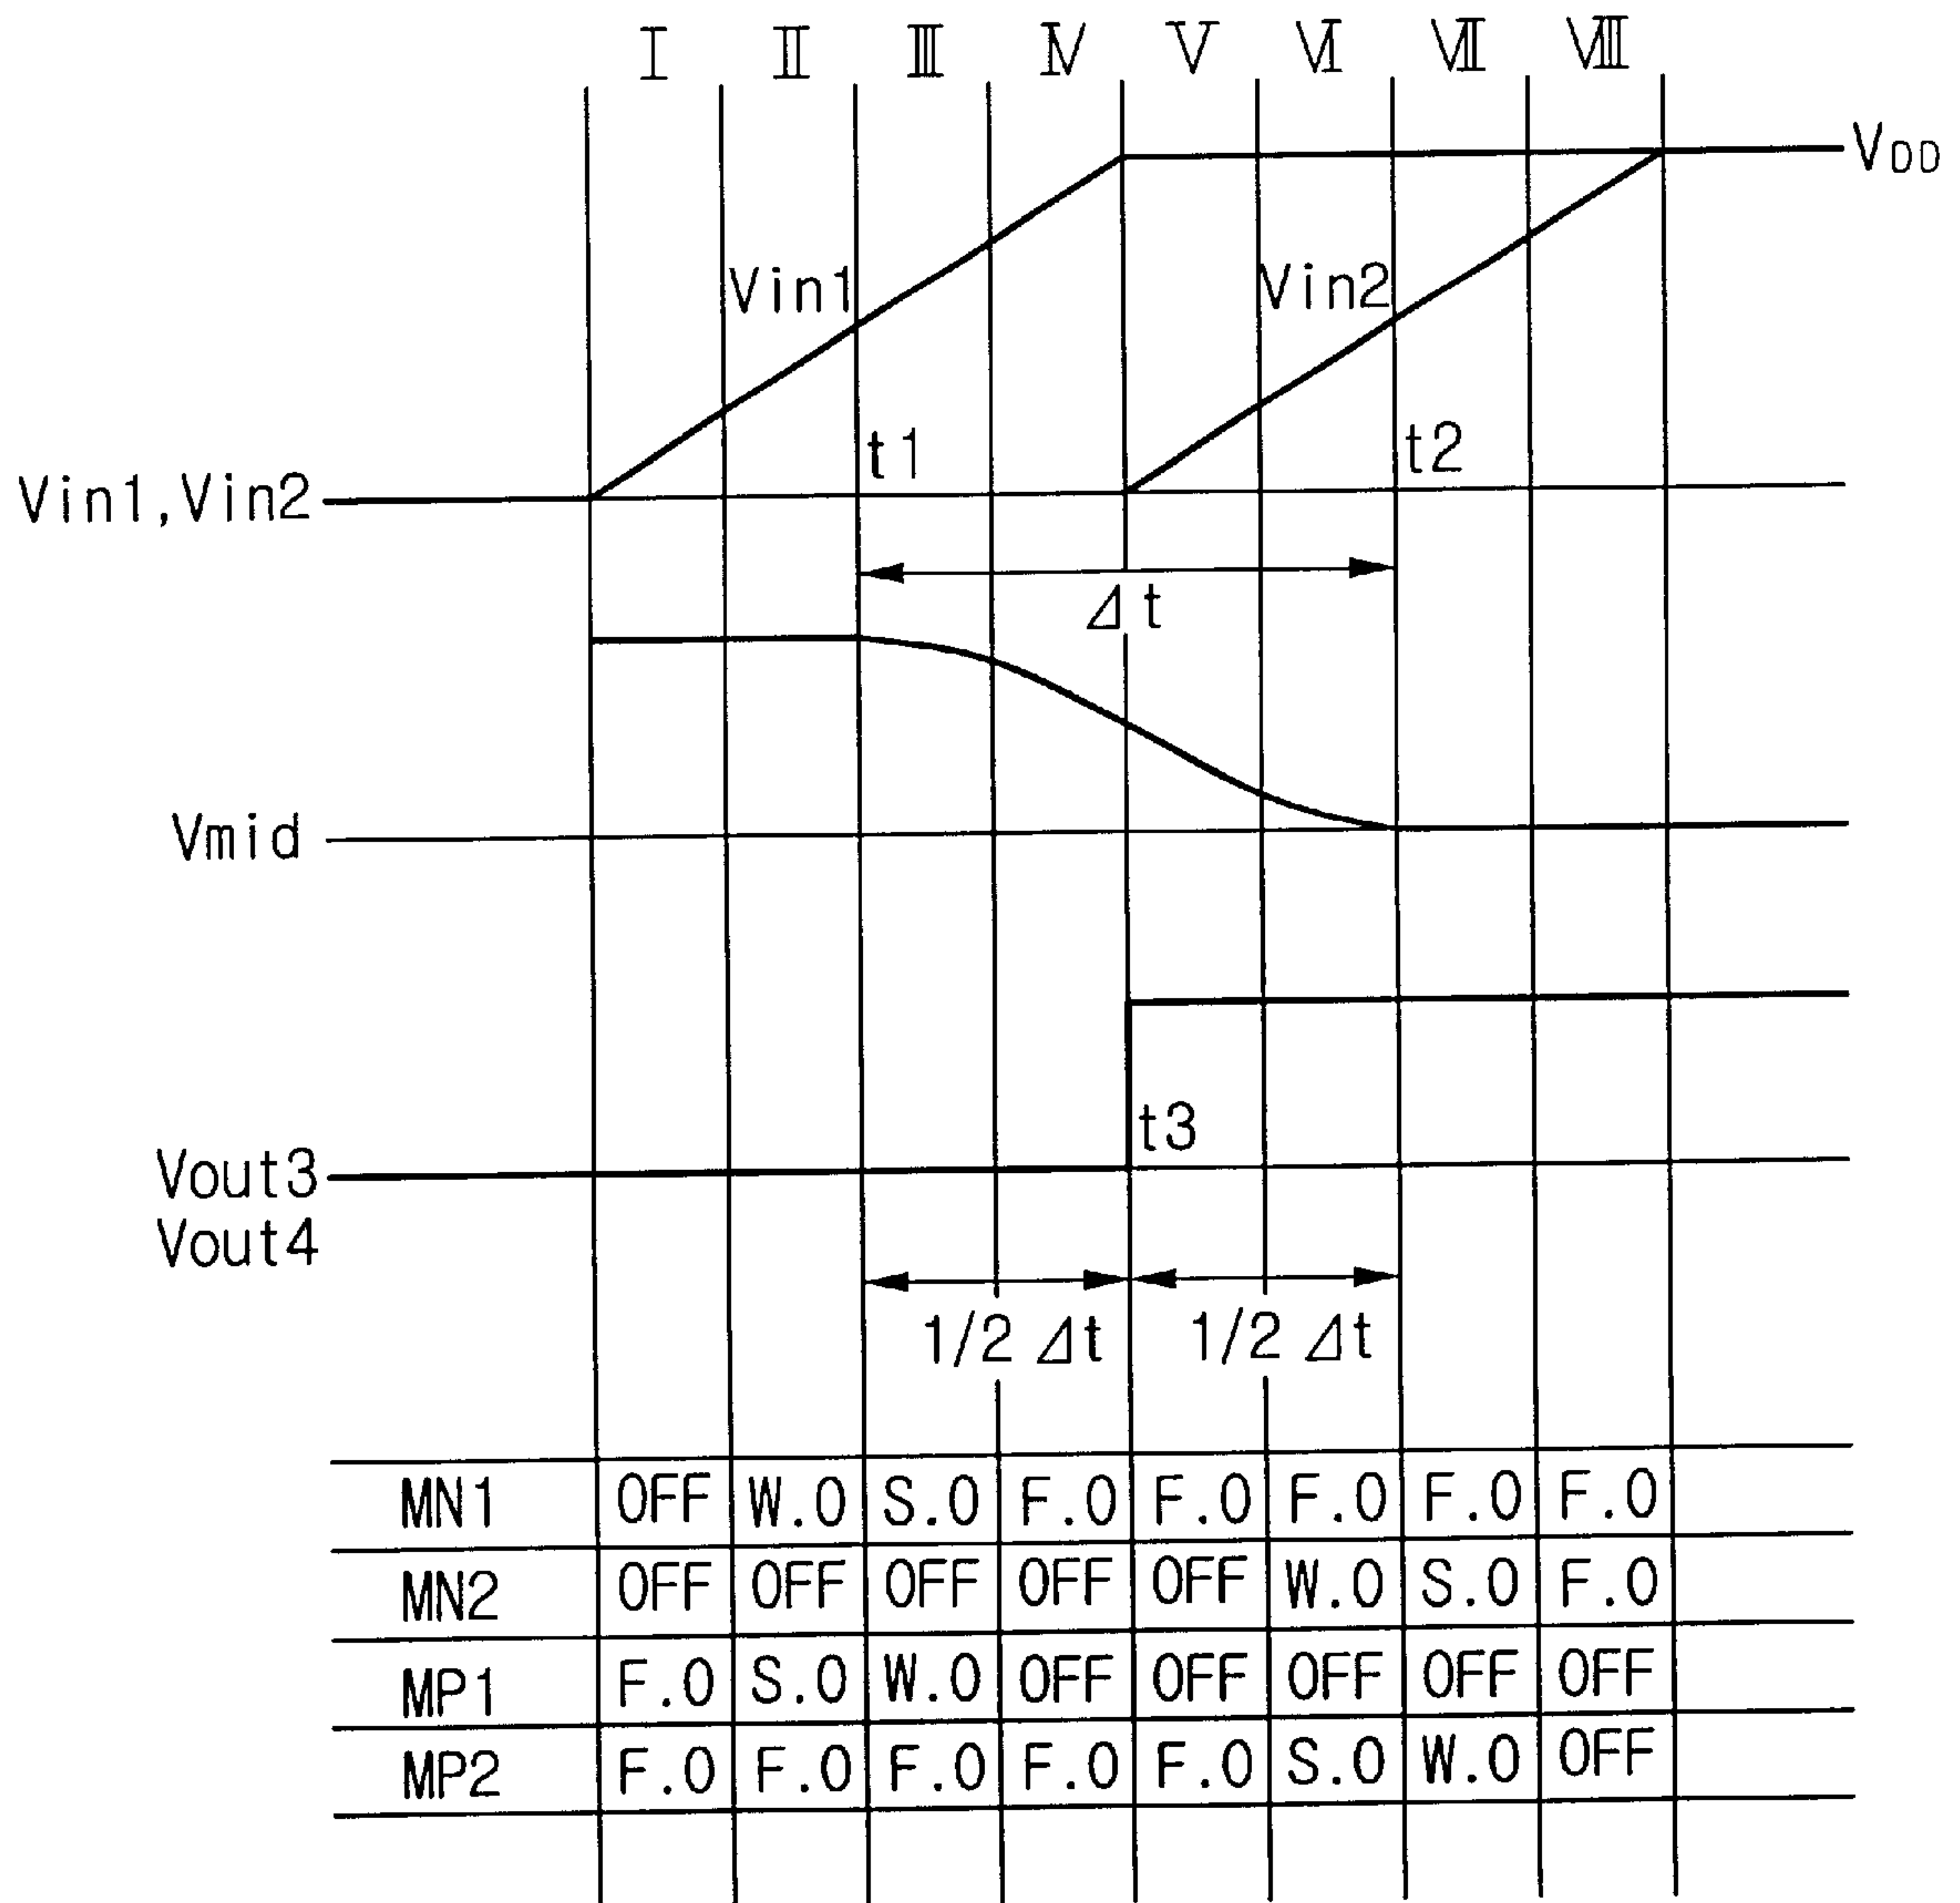 Ⅰ Ⅱ Ⅲ Ⅳ Ⅴ Ⅵ Ⅶ Ⅷ
VDD
Vin1 Vin2
t1 t2
Vin1,Vin2
Δt
Vmid
t3
Vout3
Vout4
1/2 Δt 1/2 Δt
MN1 OFF W.O S.O F.O F.O F.O F.O F.O
MN2 OFF OFF OFF OFF OFF W.O S.O F.O
MP1 F.O S.O W.O OFF OFF OFF OFF OFF
MP2 F.O F.O F.O F.O F.O S.O W.O OFF